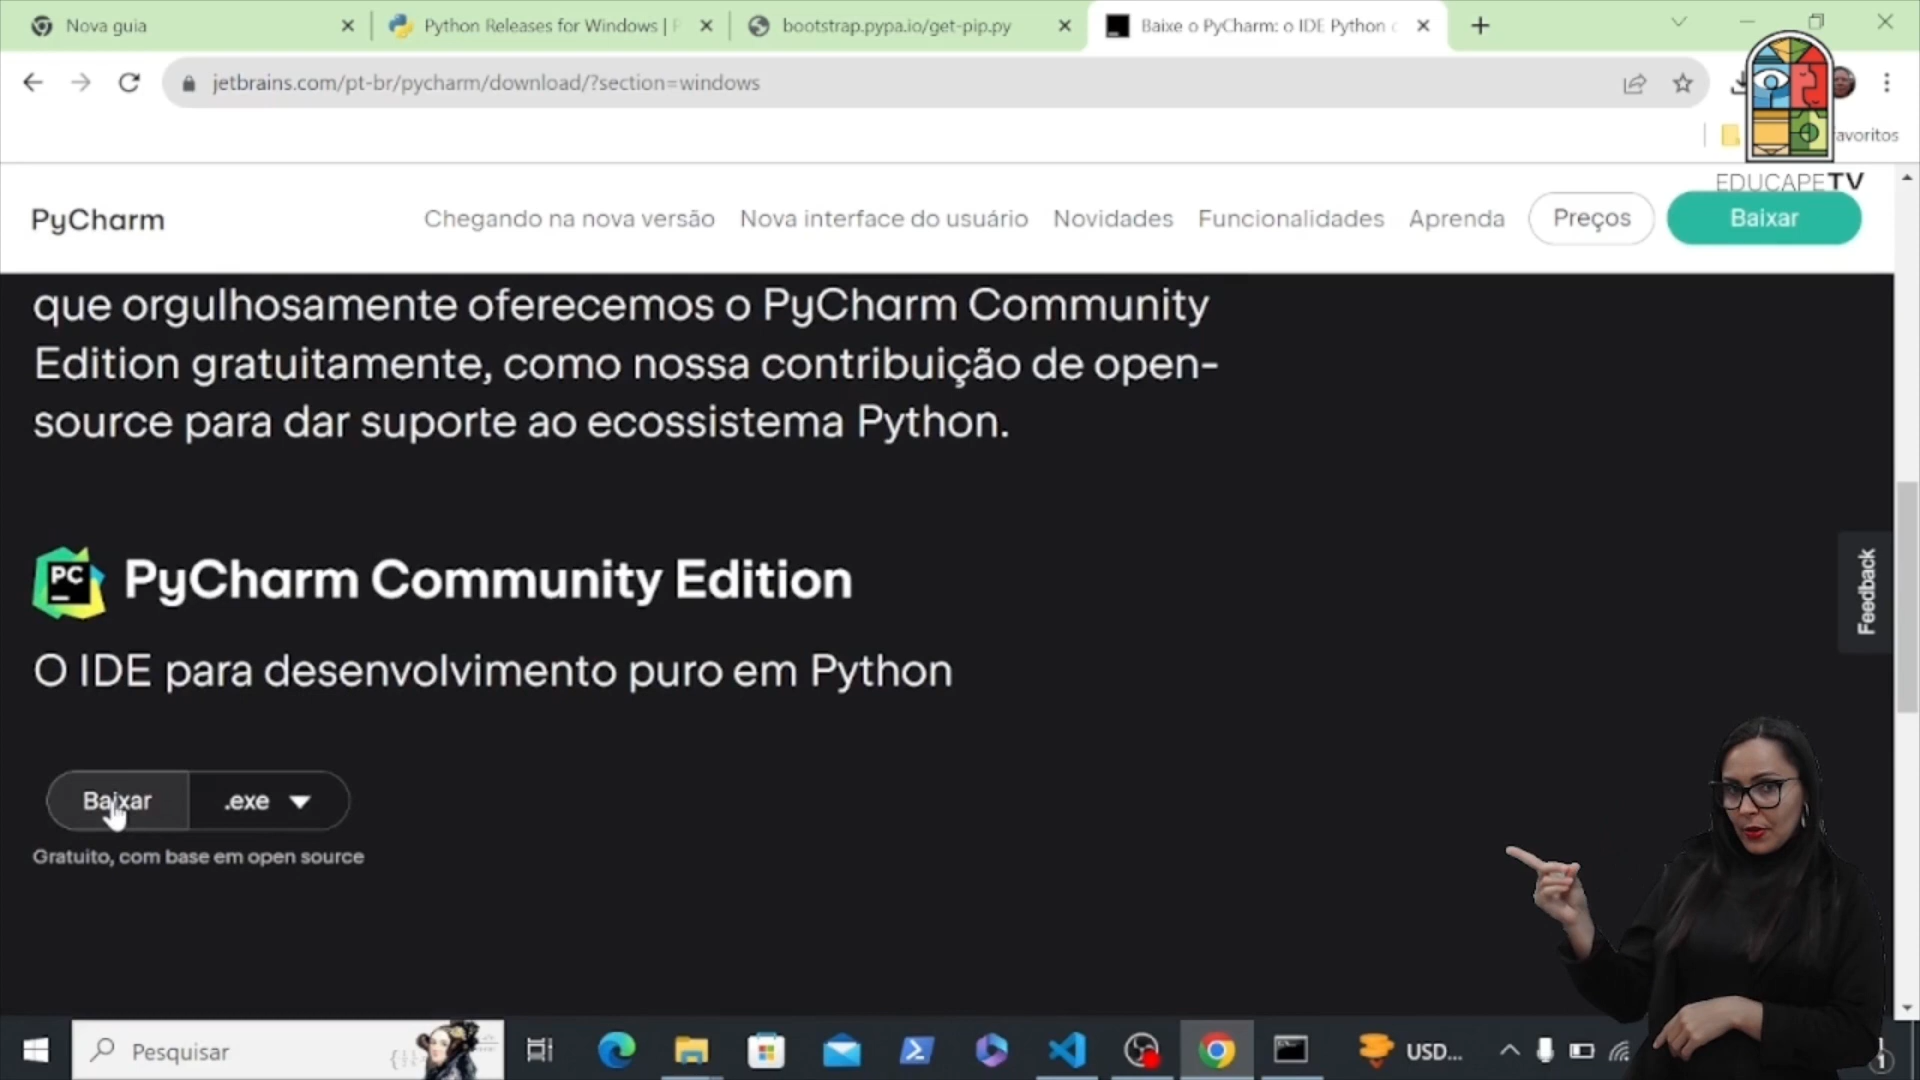 Nova guia
Python Releases for Windows |
bootstrap.pypa.io/get-pip.py
Baixe o PyCharm: o IDE Python
jetbrains.com/pt-br/pycharm/download/?section=windows
avoritos
EDUCAPETV
PyCharm
Chegando na nova versão
Nova interface do usuário
Novidades
Funcionalidades
Aprenda
Preços
Baixar
que orgulhosamente oferecemos o PyCharm Community
Edition gratuitamente, como nossa contribuição de open-
source para dar suporte ao ecossistema Python.
PC
PyCharm Community Edition
Feedback
O IDE para desenvolvimento puro em Python
Baixar
.exe
Gratuito, com base em open source
Pesquisar
USD...
1